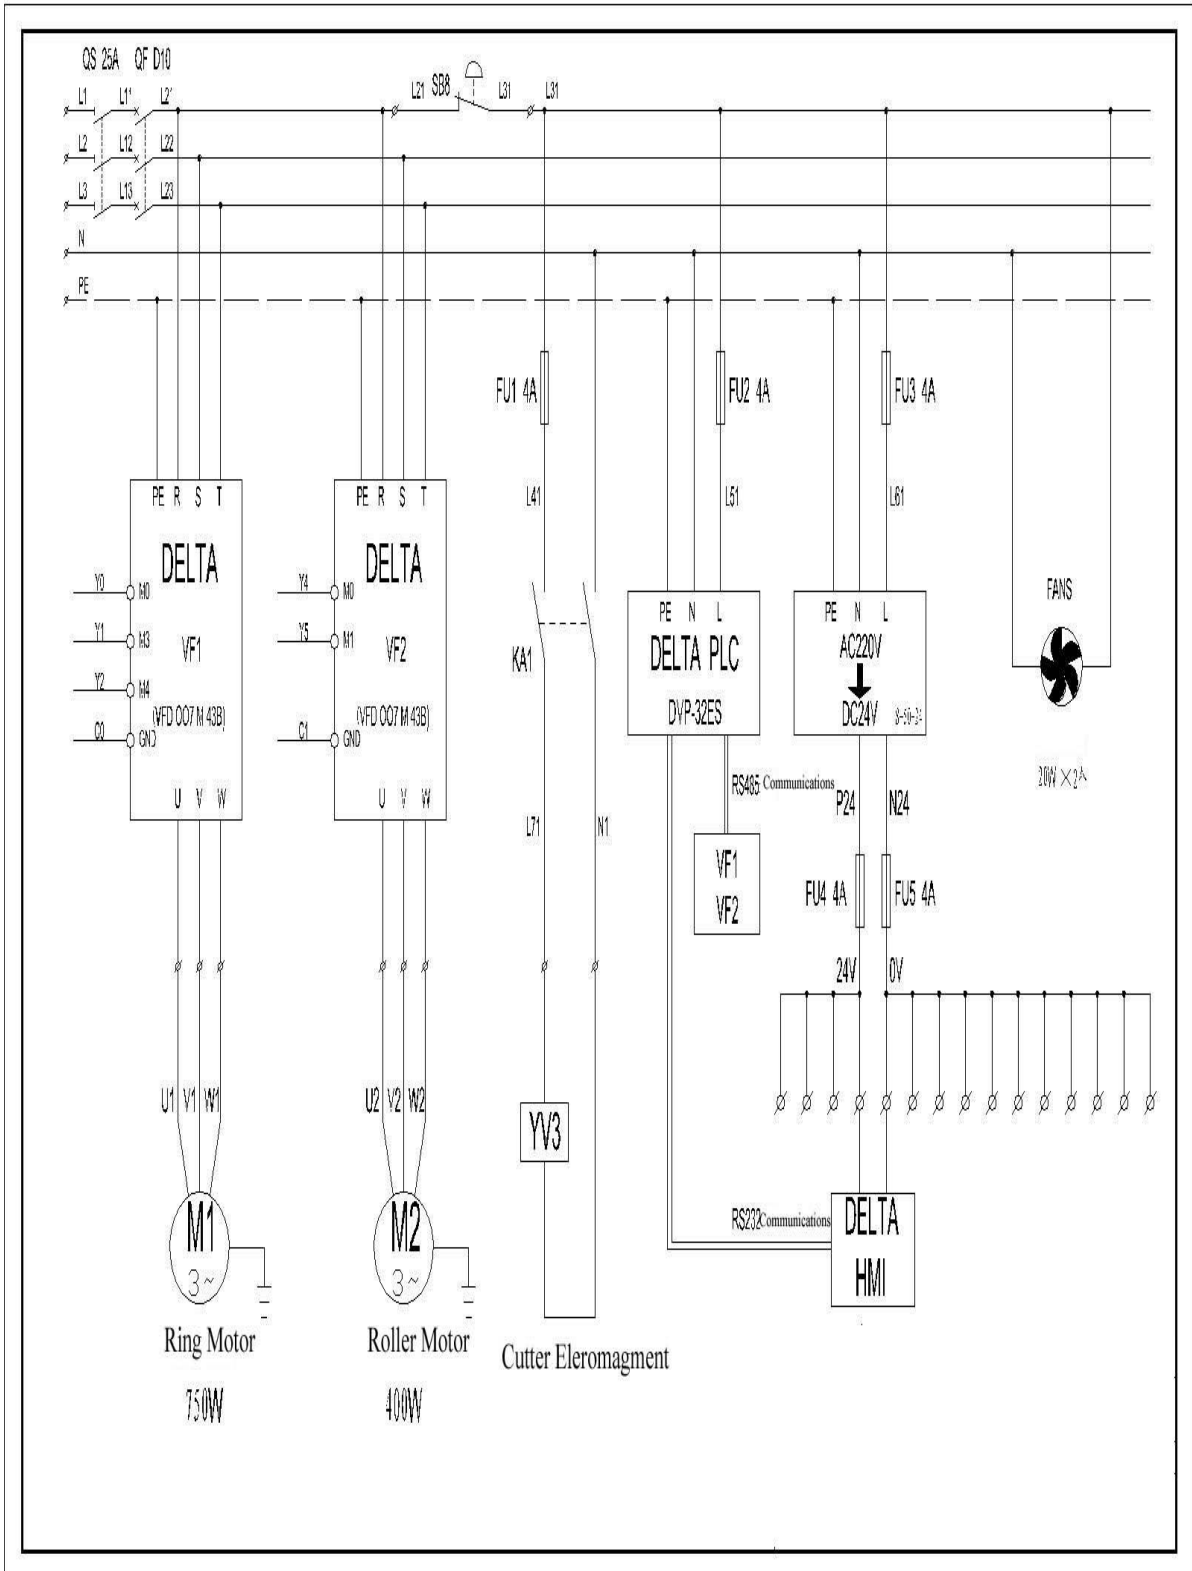 QS 25A QF D10
L1 L11 L21 L21 SB8 L31 L31
L2 L12 L22
L3 L13 L23
N
PE
FU1 4A FU2 4A FU3 4A
L41 L51 L61
PE R S T PE R S T
DELTA DELTA
Y0 M0 Y4 M0
Y1 M3 Y5 M1
VF1 VF2
Y2 M4
(VFD 007 M 43B) (VFD 007 M 43B)
C0 GND C1 GND
U V W U V W
KA1
PE N L PE N L
DELTA PLC AC220V
DVP-32ES DC24V
FANS
20W
RS485 Communications
P24 N24
L71 N1
VF1
VF2
FU4 4A FU5 4A
24V 0V
U1 V1 W1 U2 V2 W2
YV3
M1 M2
3~ 3~
RS232 Communications DELTA
HMI
Ring Motor Roller Motor Cutter Eleromagment
750W 400W